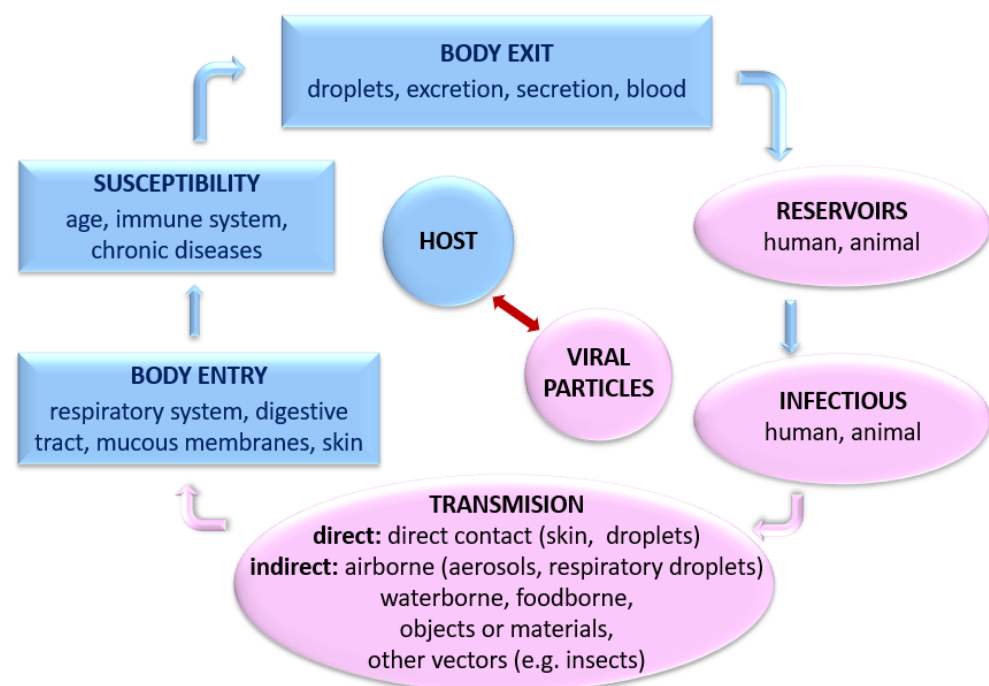 BODY EXIT
droplets, excretion, secretion, blood
SUSCEPTIBILITY
age, immune system,
chronic diseases
HOST
RESERVOIRS
human, animal
VIRAL
PARTICLES
BODY ENTRY
respiratory system, digestive
tract, mucous membranes, skin
INFECTIOUS
human, animal
TRANSMISION
direct: direct contact (skin, droplets)
indirect: airborne (aerosols, respiratory droplets)
waterborne, foodborne,
objects or materials,
other vectors (e.g. insects)